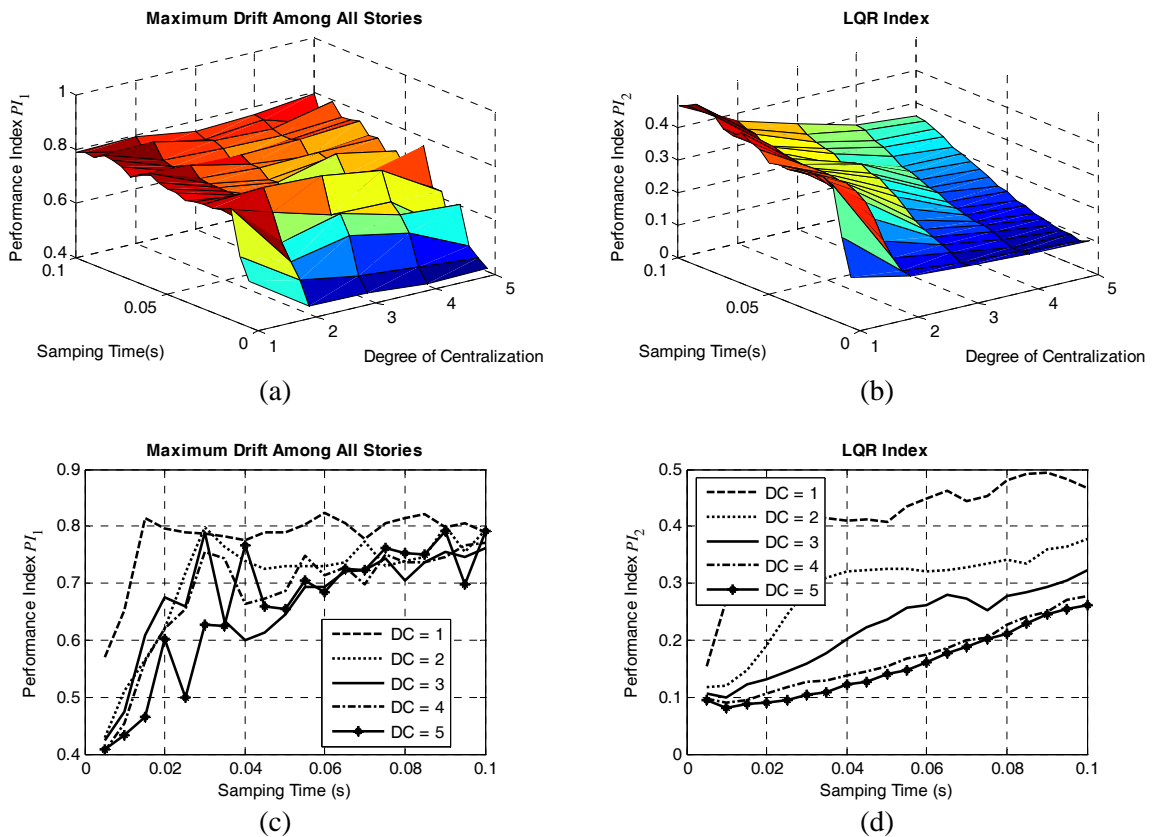 Maximum Drift Among All Stories
LQR Index
Performance Index PI1
1
0.8
0.6
0.4
0.1
0.05
0
1
2
3
4
5
Samping Time(s)
Degree of Centralization
Performance Index PI2
0.4
0.3
0.2
0.1
0
0.1
0.05
0
1
2
3
4
5
Samping Time(s)
Degree of Centralization
(a)
(b)
Maximum Drift Among All Stories
LQR Index
Performance Index PI1
0.9
0.8
0.7
0.6
0.5
0.4
DC = 1
DC = 2
DC = 3
DC = 4
DC = 5
0
0.02
0.04
0.06
0.08
0.1
Samping Time (s)
Performance Index PI2
0.5
0.4
0.3
0.2
0.1
0
DC = 1
DC = 2
DC = 3
DC = 4
DC = 5
0
0.02
0.04
0.06
0.08
0.1
Samping Time (s)
(c)
(d)